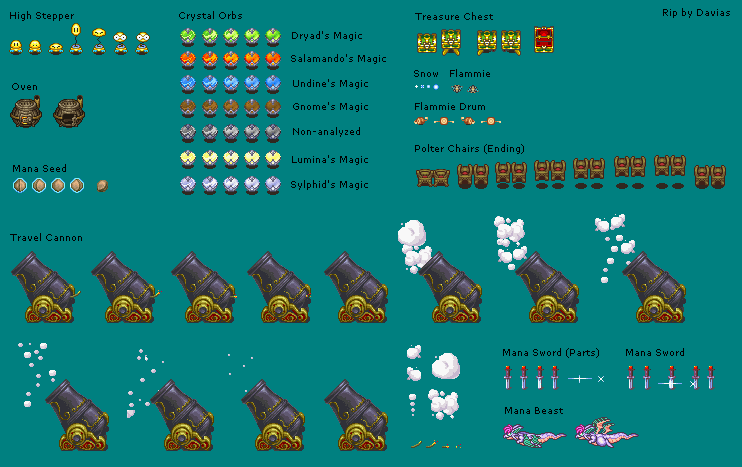 High Stepper
Crystal Orbs
Treasure Chest
Rip by Davias
Dryad's Magic
Salamando's Magic
Undine's Magic
Gnome's Magic
Non-analyzed
Lumina's Magic
Sylphid's Magic
Oven
Mana Seed
Snow
Flammie
Flammie Drum
Polter Chairs (Ending)
Travel Cannon
Mana Sword (Parts)
Mana Sword
Mana Beast